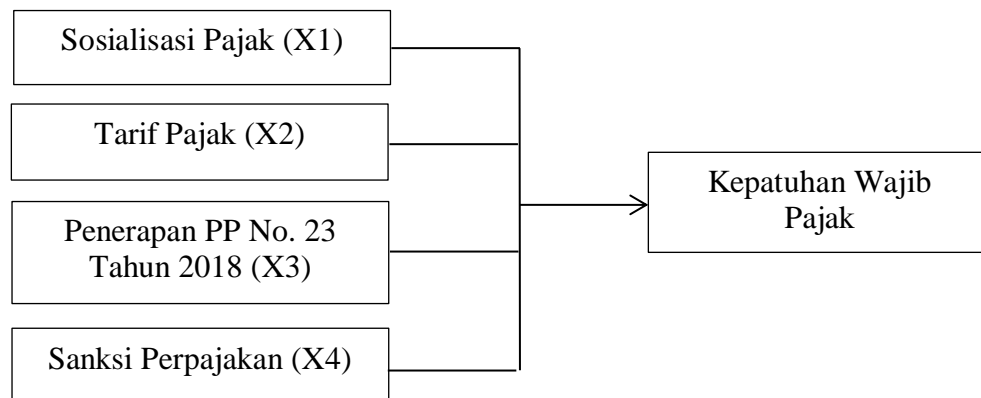 Sosialisasi Pajak (X1)
Tarif Pajak (X2)
Penerapan PP No. 23
Tahun 2018 (X3)
Sanksi Perpajakan (X4)
Kepatuhan Wajib
Pajak